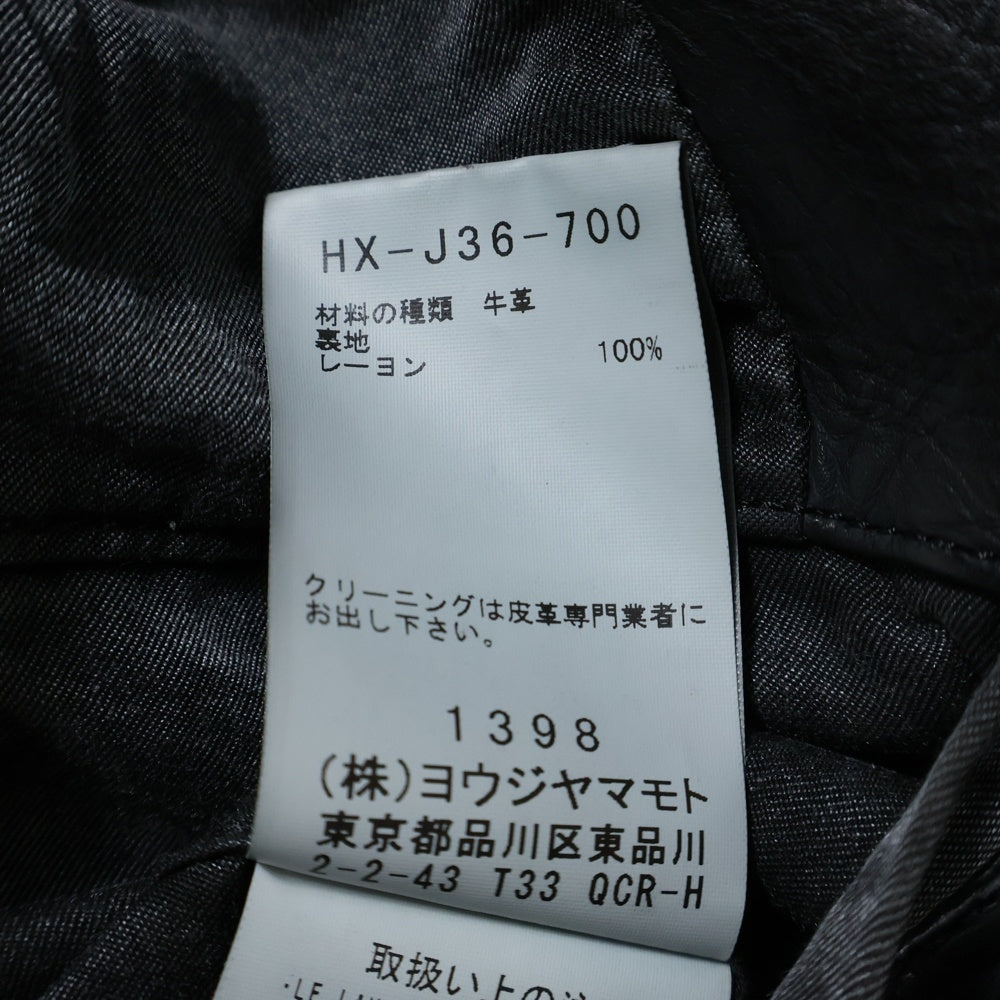 HX-J36-700
材料の種類 牛革
裏地
レーヨン 100%
クリーニングは皮革専門業者に
お出し下さい。
1398
(株)ヨウジヤマモト
東京都品川区東品川
2-2-43 T33 QCR-H
取扱い上の